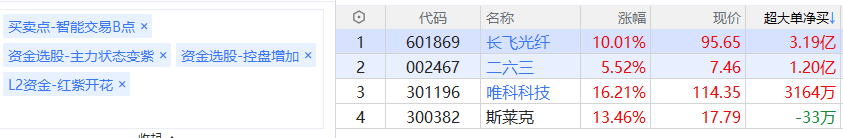 买卖点-智能交易B点 ×
资金选股-主力状态变紫 × 资金选股-控盘增加 ×
L2资金-红紫开花 ×
代码 名称 涨幅 现价 超大单净买↓
1 601869 长飞光纤 10.01% 95.65 3.19亿
2 002467 二六三 5.52% 7.46 1.20亿
3 301196 唯科科技 16.21% 114.35 3164万
4 300382 斯莱克 13.46% 17.79 -33万